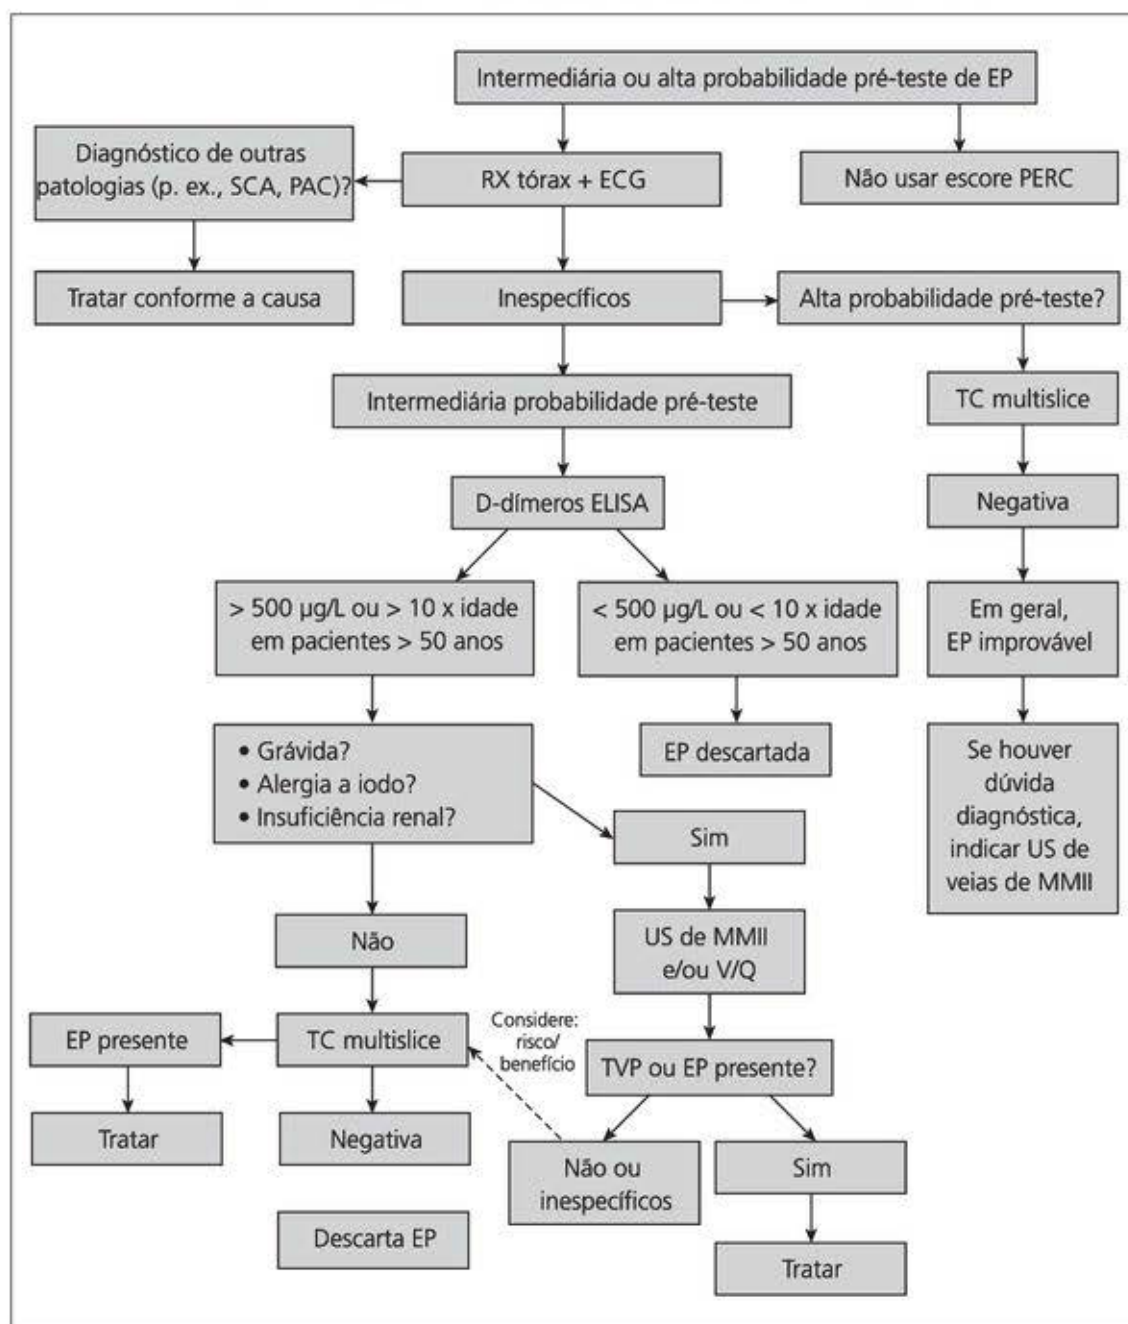 Intermediária ou alta probabilidade pré-teste de EP
Diagnóstico de outras
patologias (p. ex., SCA, PAC)?
RX tórax + ECG
Não usar escore PERC
Tratar conforme a causa
Inespecíficos
Alta probabilidade pré-teste?
Intermediária probabilidade pré-teste
TC multislice
D-dímeros ELISA
Negativa
> 500 µg/L ou > 10 x idade
em pacientes > 50 anos
< 500 µg/L ou < 10 x idade
em pacientes > 50 anos
Em geral,
EP improvável
• Grávida?
• Alergia a iodo?
• Insuficiência renal?
EP descartada
Se houver
dúvida
diagnóstica,
indicar US de
veias de MMII
Sim
Não
US de MMII
e/ou V/Q
EP presente
TC multislice
Considere:
risco/
benefício
TVP ou EP presente?
Tratar
Negativa
Não ou
inespecíficos
Sim
Descarta EP
Tratar